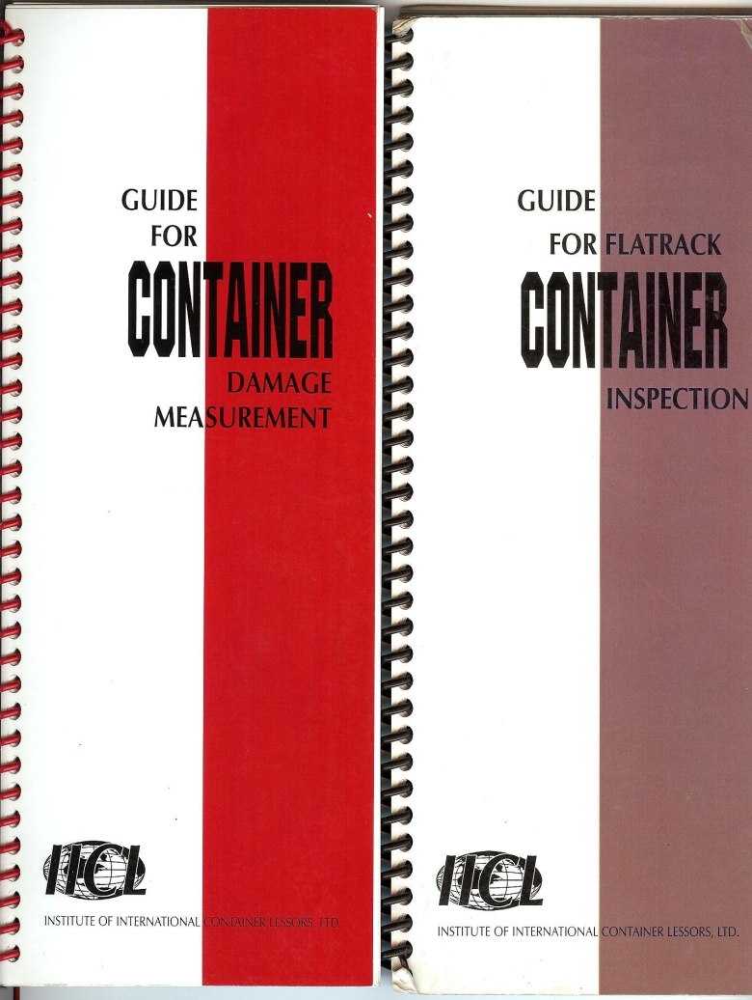 GUIDE
FOR
CONTAINER
DAMAGE
MEASUREMENT
IICL
INSTITUTE OF INTERNATIONAL CONTAINER LESSORS, LTD.
GUIDE
FOR FLATRACK
CONTAINER
INSPECTION
IICL
INSTITUTE OF INTERNATIONAL CONTAINER LESSORS, LTD.